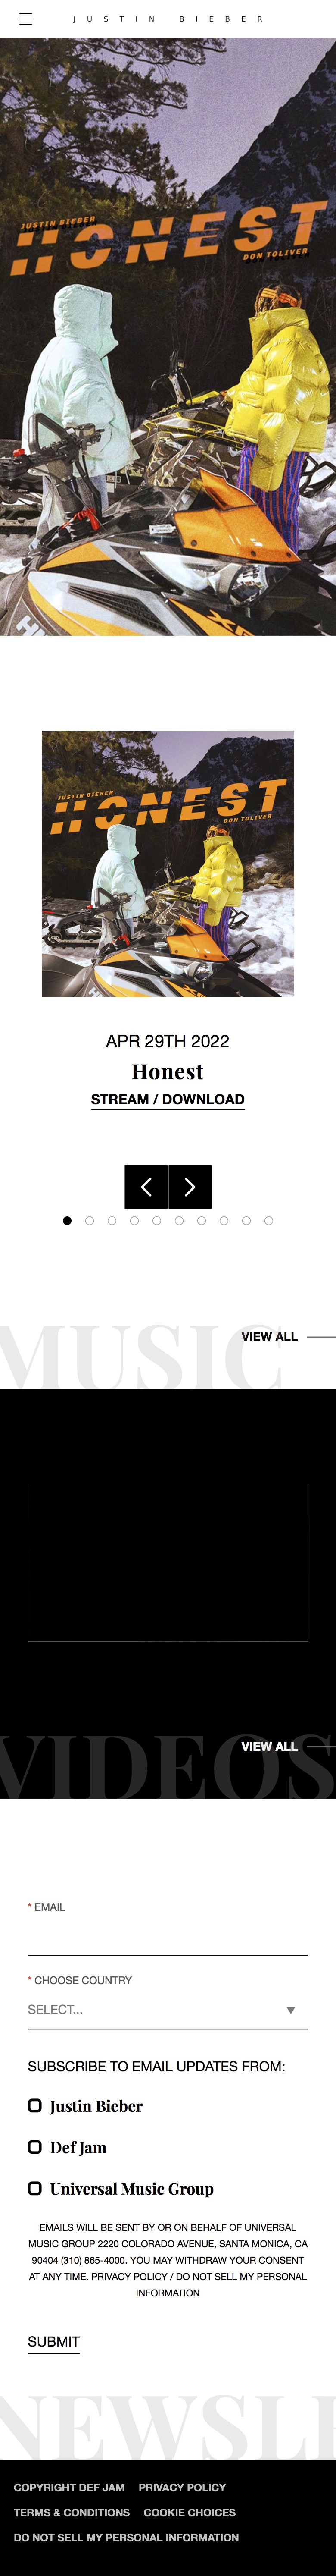 JUSTIN BIEBER
JUSTIN BIEBER
HONEST
DON TOLIVER
JUSTIN BIEBER
HONEST
DON TOLIVER
APR 29TH 2022
Honest
STREAM / DOWNLOAD
MUSIC
VIEW ALL
VIDEOS
VIEW ALL
* EMAIL
* CHOOSE COUNTRY
SELECT...
SUBSCRIBE TO EMAIL UPDATES FROM:
Justin Bieber
Def Jam
Universal Music Group
EMAILS WILL BE SENT BY OR ON BEHALF OF UNIVERSAL
MUSIC GROUP 2220 COLORADO AVENUE, SANTA MONICA, CA
90404 (310) 865-4000. YOU MAY WITHDRAW YOUR CONSENT
AT ANY TIME. PRIVACY POLICY / DO NOT SELL MY PERSONAL
INFORMATION
SUBMIT
NEWSLE
COPYRIGHT DEF JAM PRIVACY POLICY
TERMS & CONDITIONS COOKIE CHOICES
DO NOT SELL MY PERSONAL INFORMATION